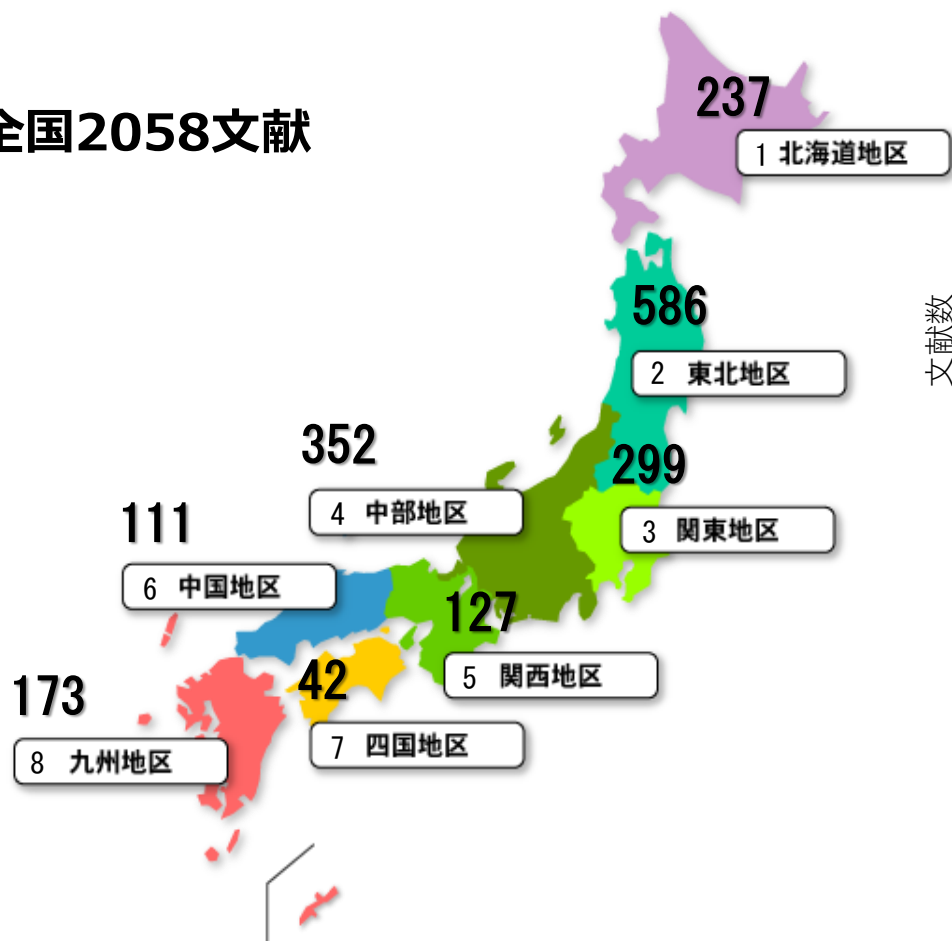 全国2058文献
237
1 北海道地区
586
2 東北地区
文献数
352
4 中部地区
299
3 関東地区
111
6 中国地区
127
5 関西地区
42
7 四国地区
173
8 九州地区